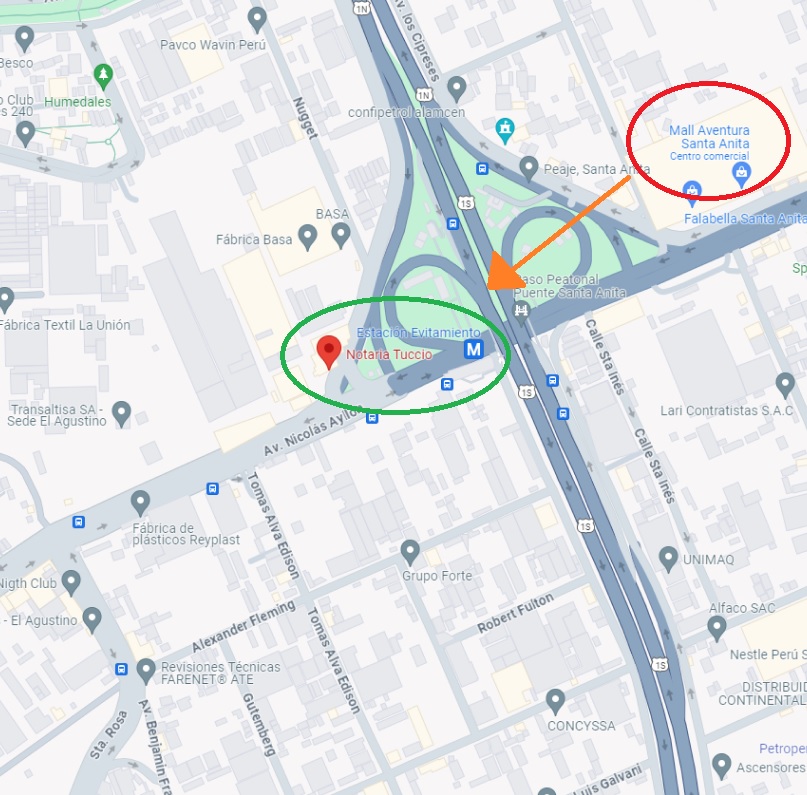 1N
Av. los Cipreses
Besco
Pavco Wavin Perú
Humedales
Club
s 240
Nugget
confipetrol alamcen
1N
Mall Aventura
Santa Anita
Centro comercial
Peaje, Santa Anita
1S
BASA
Fábrica Basa
Falabella Santa Anita
Sp
Paso Peatonal
Puente Santa Anita
Fábrica Textil La Unión
Estación Evitamiento
M
Notaria Tuccio
Calle Sta Inés
1S
Lari Contratistas S.A.C
Transaltisa SA -
Sede El Agustino
Av. Nicolás Ayllón
Calle Sta Inés
Tomas Alva Edison
Fábrica de
plásticos Reyplast
1S
Grupo Forte
UNIMAQ
Nigth Club
- El Agustino
Alexander Fleming
Robert Fulton
Alfaco SAC
Tomas Alva Edison
Nestle Perú S
1S
Revisiones Técnicas
FARENET® ATE
DISTRIBUID
CONTINENTAL
Gutemberg
Sta. Rosa
Av. Benjamin Fra
CONCYSSA
Petroper
Ascensores
Luis Galvani